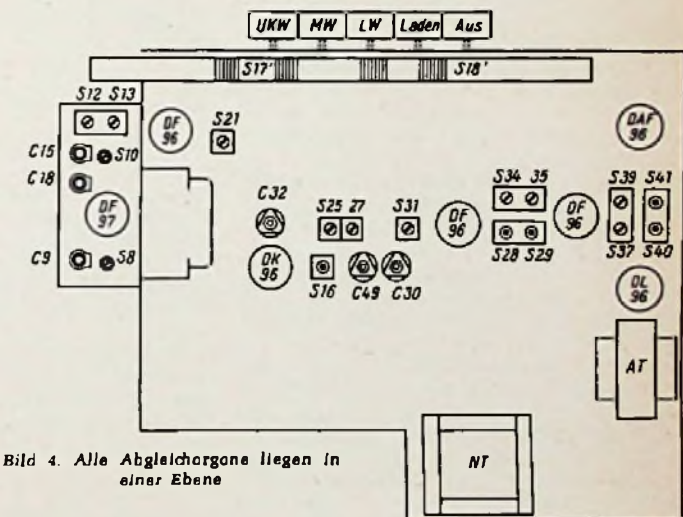 UKW MW LW Laden Aus
S17' S18'
S12 S13
DF 96
S21
DAF 96
C15 S10
C18
DF 97
C9 S8
C32
DK 96
S25 27
S31
S16 C49 C30
DF 96
S34 35
S28 S29
DF 96
S39 S41
S37 S40
DL 96
AT
NT
Bild 4. Alle Abgleichorgane liegen in
einer Ebene